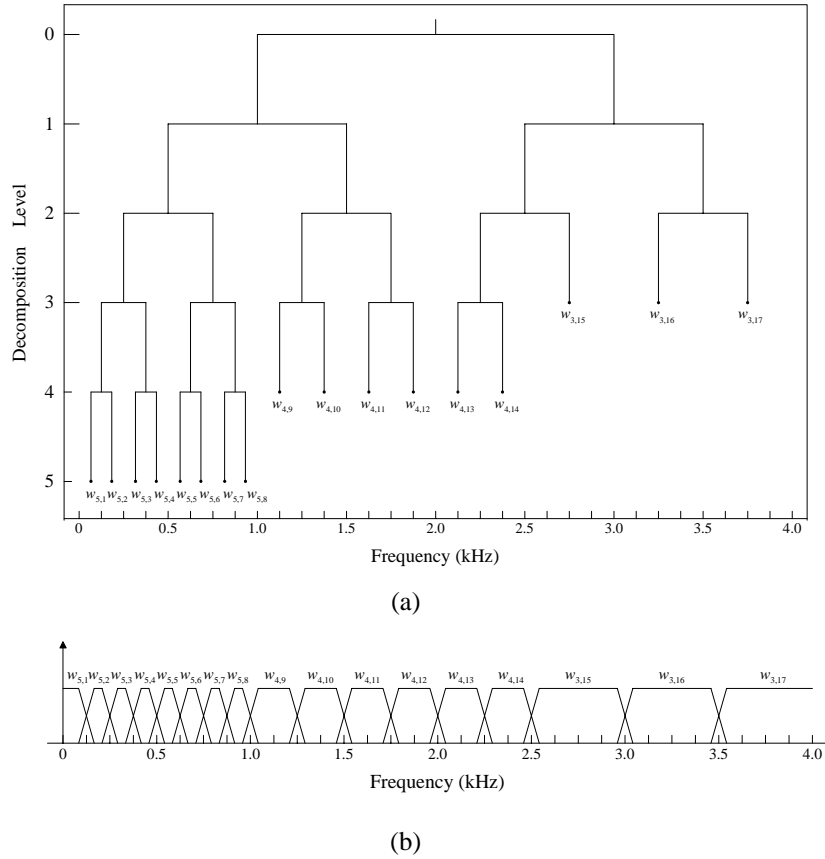 0
1
2
3
4
5
Decomposition Level
w3,15 w3,16 w3,17
w4,9 w4,10 w4,11 w4,12 w4,13 w4,14
w5,1 w5,2 w5,3 w5,4 w5,5 w5,6 w5,7 w5,8
0 0.5 1.0 1.5 2.0 2.5 3.0 3.5 4.0
Frequency (kHz)
(a)
w5,1 w5,2 w5,3 w5,4 w5,5 w5,6 w5,7 w5,8 w4,9 w4,10 w4,11 w4,12 w4,13 w4,14 w3,15 w3,16 w3,17
0 0.5 1.0 1.5 2.0 2.5 3.0 3.5 4.0
Frequency (kHz)
(b)